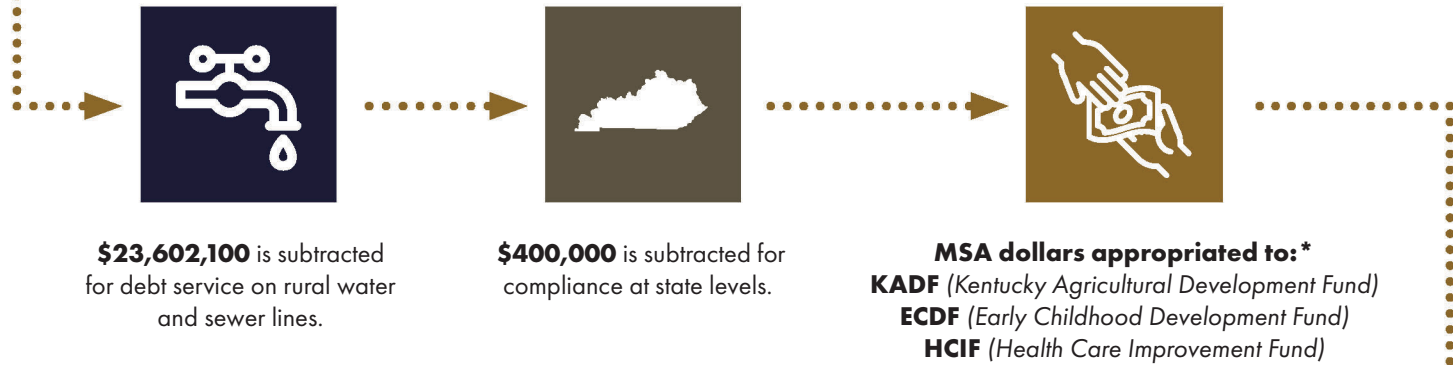 $23,602,100 is subtracted
for debt service on rural water
and sewer lines.
$400,000 is subtracted for
compliance at state levels.
MSA dollars appropriated to:*
KADF (Kentucky Agricultural Development Fund)
ECDF (Early Childhood Development Fund)
HCIF (Health Care Improvement Fund)